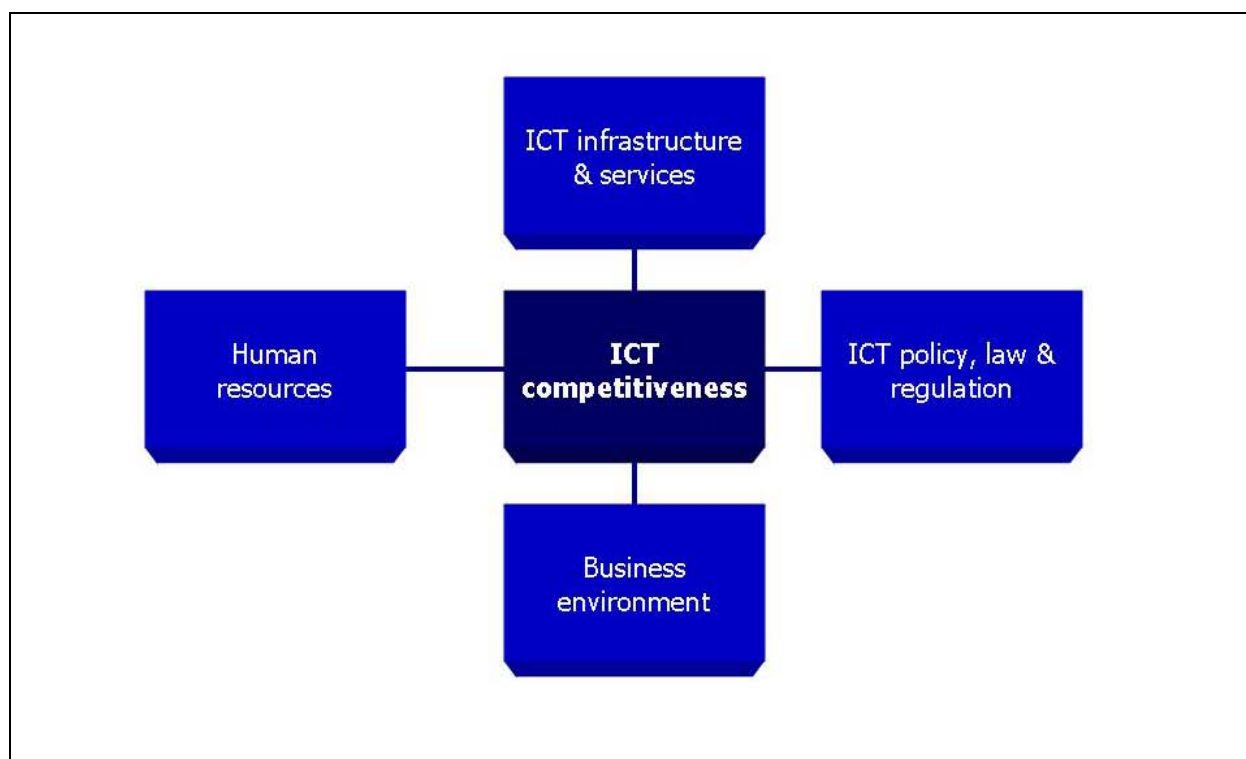 ICT infrastructure
& services
Human
resources
ICT
competitiveness
ICT policy, law &
regulation
Business
environment